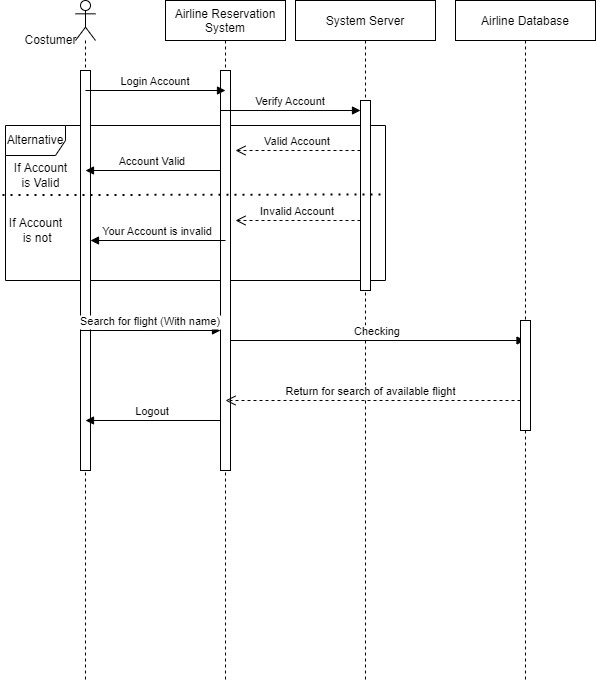 Costumer
Airline Reservation
System
System Server
Airline Database
Login Account
Verify Account
Alternative
Valid Account
If Account
is Valid
Account Valid
If Account
is not
Invalid Account
Your Account is invalid
Search for flight (With name)
Checking
Return for search of available flight
Logout